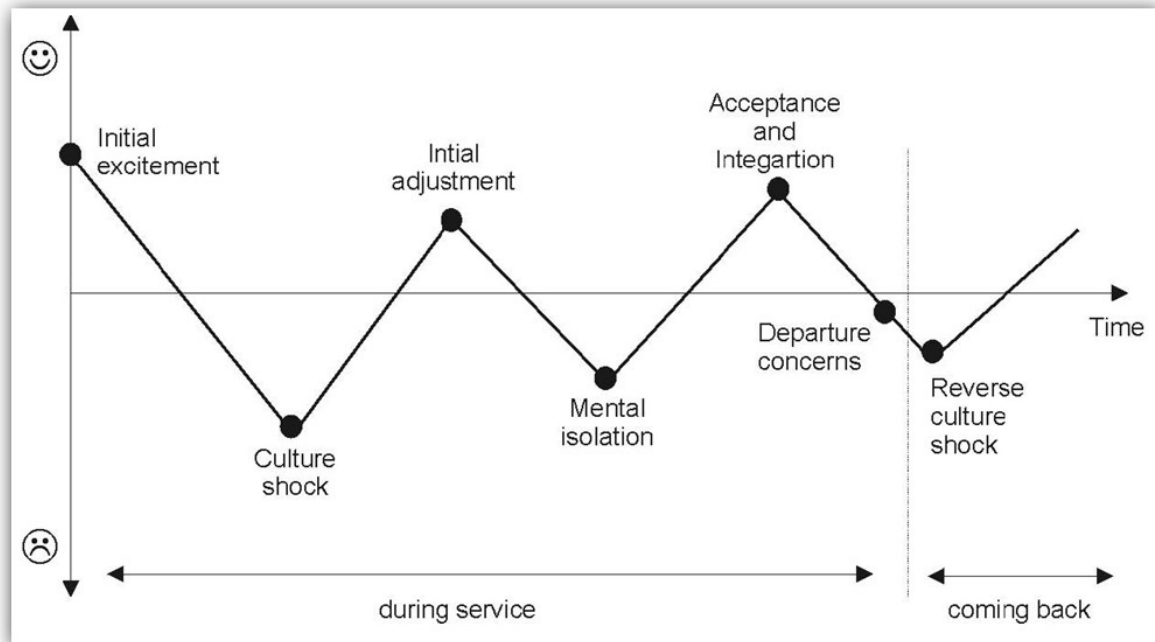 Initial
excitement
Culture
shock
Intial
adjustment
Mental
isolation
Acceptance
and
Integartion
Departure
concerns
Reverse
culture
shock
Time
during service
coming back